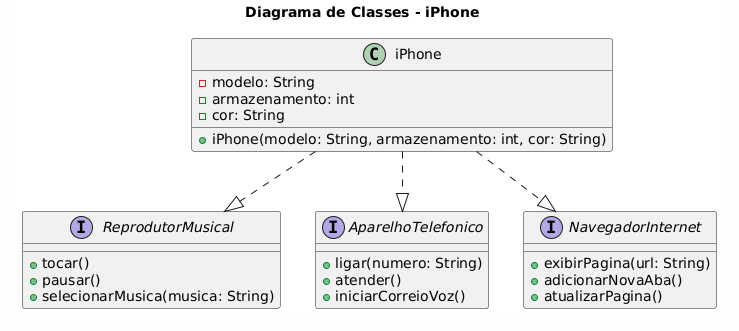 Diagrama de Classes - iPhone
C iPhone
modelo: String
armazenamento: int
cor: String
iPhone(modelo: String, armazenamento: int, cor: String)
I ReprodutorMusical
tocar()
pausar()
selecionarMusica(musica: String)
I AparelhoTelefonico
ligar(numero: String)
atender()
iniciarCorreioVoz()
I NavegadorInternet
exibirPagina(url: String)
adicionarNovaAba()
atualizarPagina()